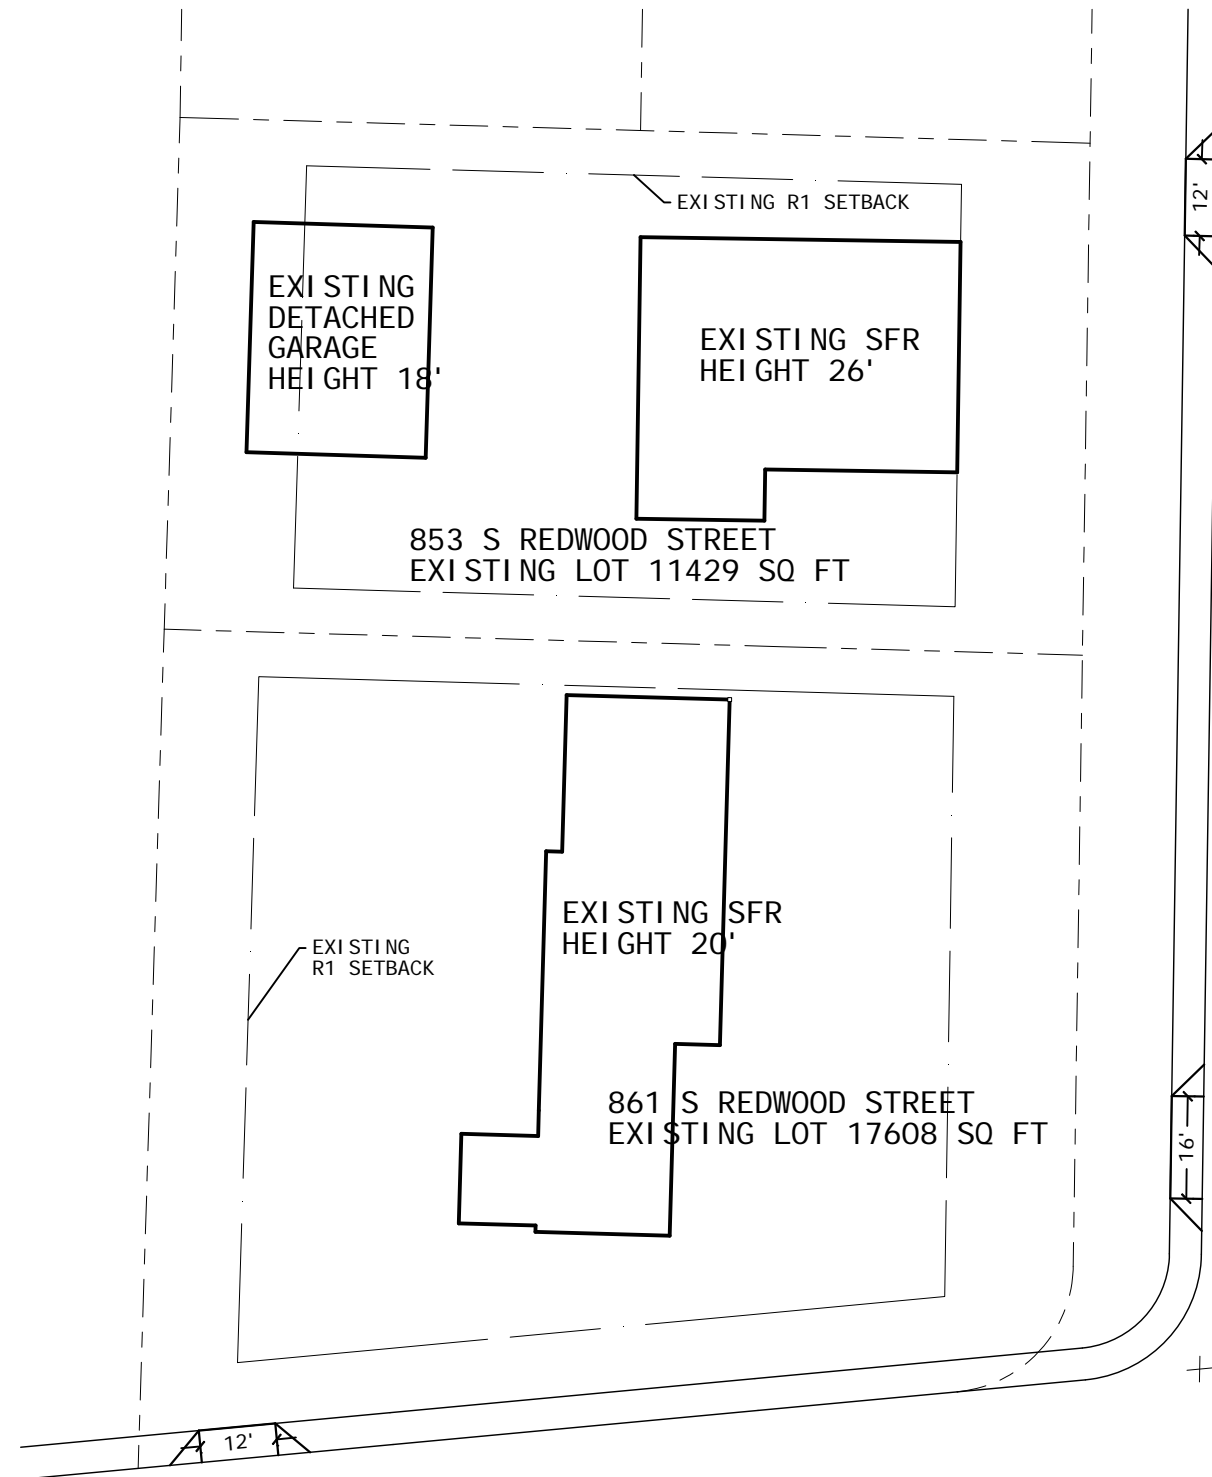 12'
EXISTING R1 SETBACK
EXISTING
DETACHED
GARAGE
HEIGHT 18'
EXISTING SFR
HEIGHT 26'
853 S REDWOOD STREET
EXISTING LOT 11429 SQ FT
EXISTING SFR
HEIGHT 20'
EXISTING
R1 SETBACK
861 S REDWOOD STREET
EXISTING LOT 17608 SQ FT
16'
12'